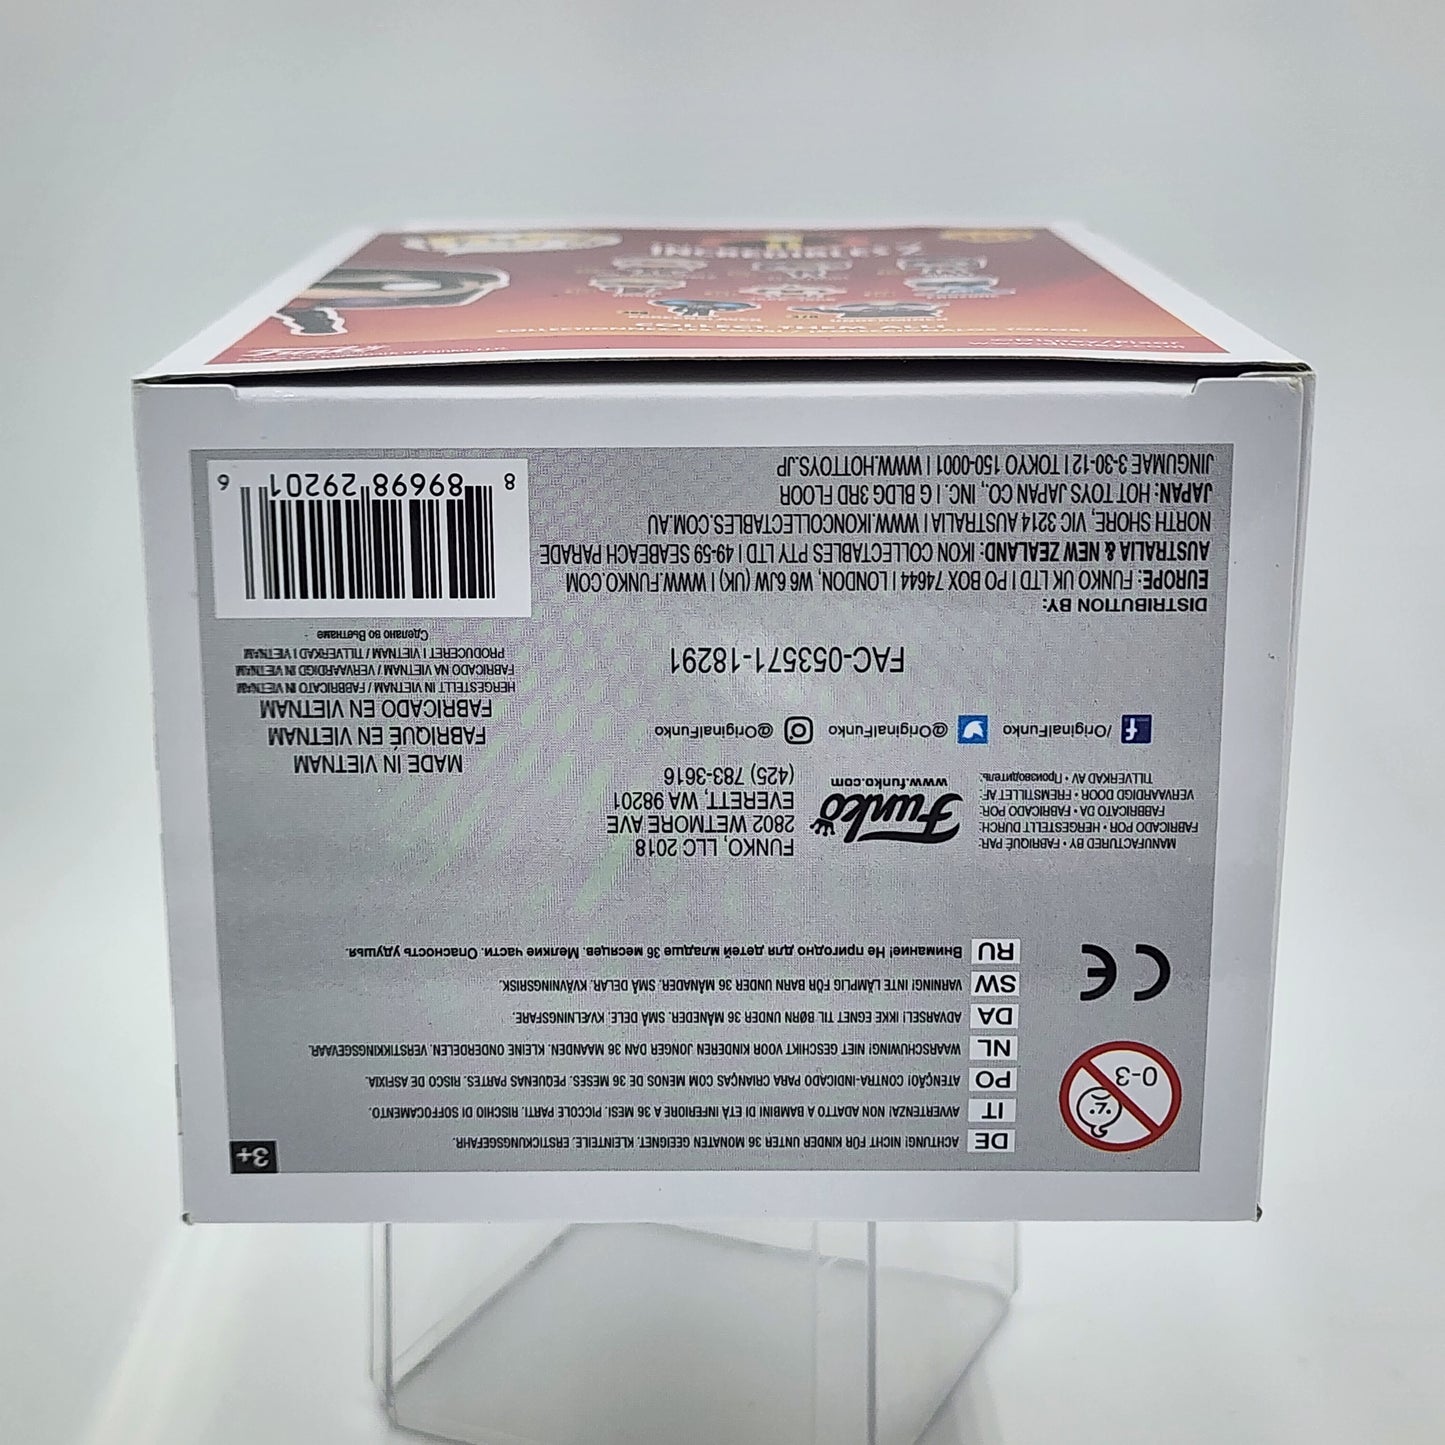 DE ACHTUNG! NICHT FÜR KINDER UNTER 36 MONATEN GEEIGNET. KLEINTEILE. ERSTICKUNGSGEFAHR.
IT AVVERTENZA! NON ADATTO A BAMBINI DI ETÀ INFERIORE A 36 MESI. PICCOLE PARTI. RISCHIO DI SOFFOCAMENTO.
PO ATENÇÃO! CONTRA-INDICADO PARA CRIANÇAS COM MENOS DE 36 MESES. PEQUENAS PARTES. RISCO DE ASFIXIA.
NL WAARSCHUWING! NIET GESCHIKT VOOR KINDEREN JONGER DAN 36 MAANDEN. KLEINE ONDERDELEN. VERSTIKKINGSGEVAAR.
DA ADVARSEL! IKKE EGNET TIL BØRN UNDER 36 MÅNEDER. SMÅ DELE. KVÆLNINGSFARE.
SW VARNING! INTE LÄMPLIG FÖR BARN UNDER 36 MÅNADER. SMÅ DELAR. KVÄVNINGSRISK.
RU Внимание! Не пригодно для детей младше 36 месяцев. Мелкие части. Опасность удушья.
0-3
CE
3+
MANUFACTURED BY • FABRIQUÉ PAR:
FABRICADO POR • HERGESTELLT DURCH:
FABBRICATO DA • FABRICADO POR:
VERVAARDIGD DOOR • FREMSTILLET AF:
TILLVERKAD AV • Производитель:
Funko
www.funko.com
FUNKO, LLC 2018
2802 WETMORE AVE
EVERETT, WA 98201
(425) 783-3616
/OriginalFunko @OriginalFunko @OriginalFunko
FAC-053571-18291
MADE IN VIETNAM
FABRIQUÉ EN VIETNAM
FABRICADO EN VIETNAM
HERGESTELLT IN VIETNAM / FABBRICATO IN VIETNAM
FABRICADO NA VIETNAM / VERVAARDIGD IN VIETNAM
PRODUCERET I VIETNAM / TILLVERKAD I VIETNAM
Сделано во Вьетнаме
DISTRIBUTION BY:
EUROPE: FUNKO UK LTD I PO BOX 74644 I LONDON, W6 6JW (UK) I WWW.FUNKO.COM
AUSTRALIA & NEW ZEALAND: IKON COLLECTABLES PTY LTD I 49-59 SEABEACH PARADE
NORTH SHORE, VIC 3214 AUSTRALIA I WWW.IKONCOLLECTABLES.COM.AU
JAPAN: HOT TOYS JAPAN CO., INC. I G BLDG 3RD FLOOR
JINGUMAE 3-30-12 I TOKYO 150-0001 I WWW.HOTTOYS.JP
8 89698 29201 6
©Disney/Pixar
COLLECT THEM ALL!
INCREDIBLES 2